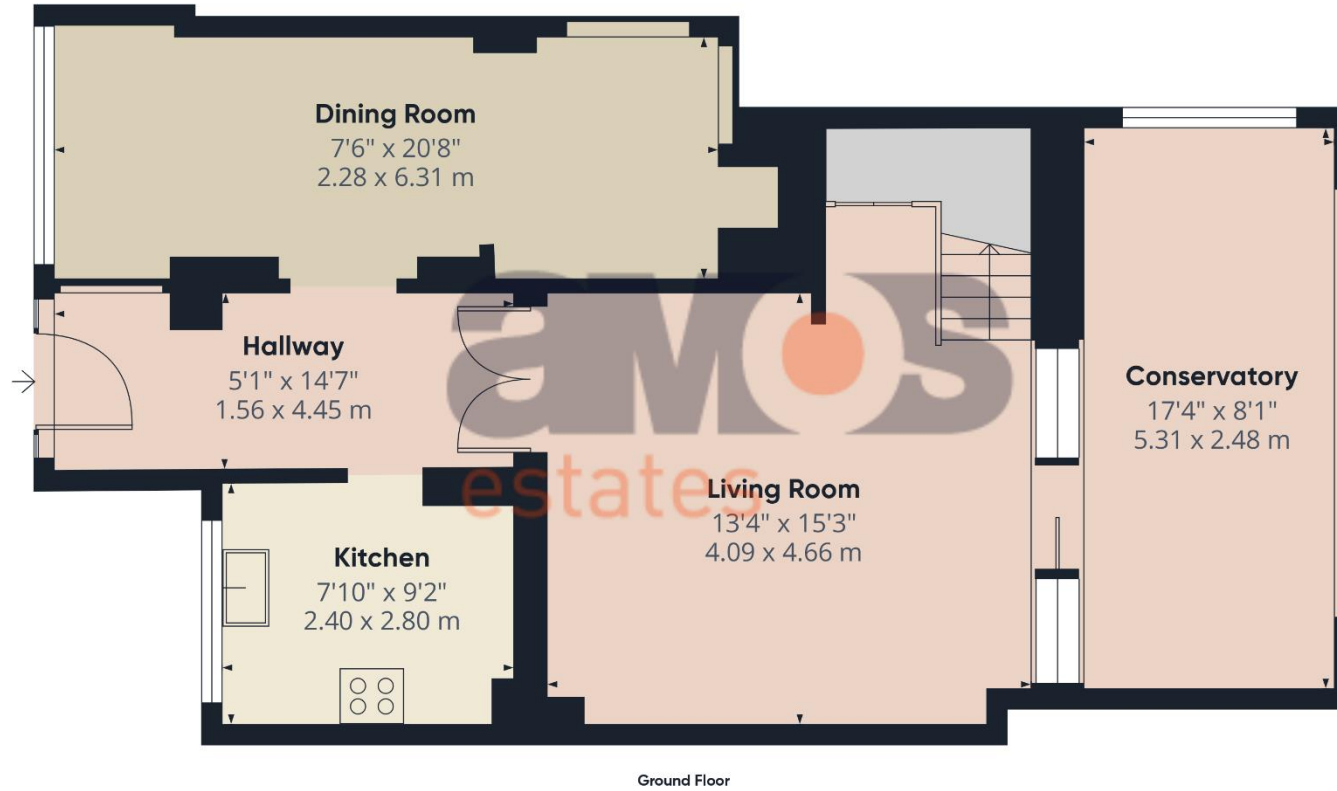 Dining Room
7'6" x 20'8"
2.28 x 6.31 m
Hallway
5'1" x 14'7"
1.56 x 4.45 m
amos
estates
Conservatory
17'4" x 8'1"
5.31 x 2.48 m
Living Room
13'4" x 15'3"
4.09 x 4.66 m
Kitchen
7'10" x 9'2"
2.40 x 2.80 m
Ground Floor